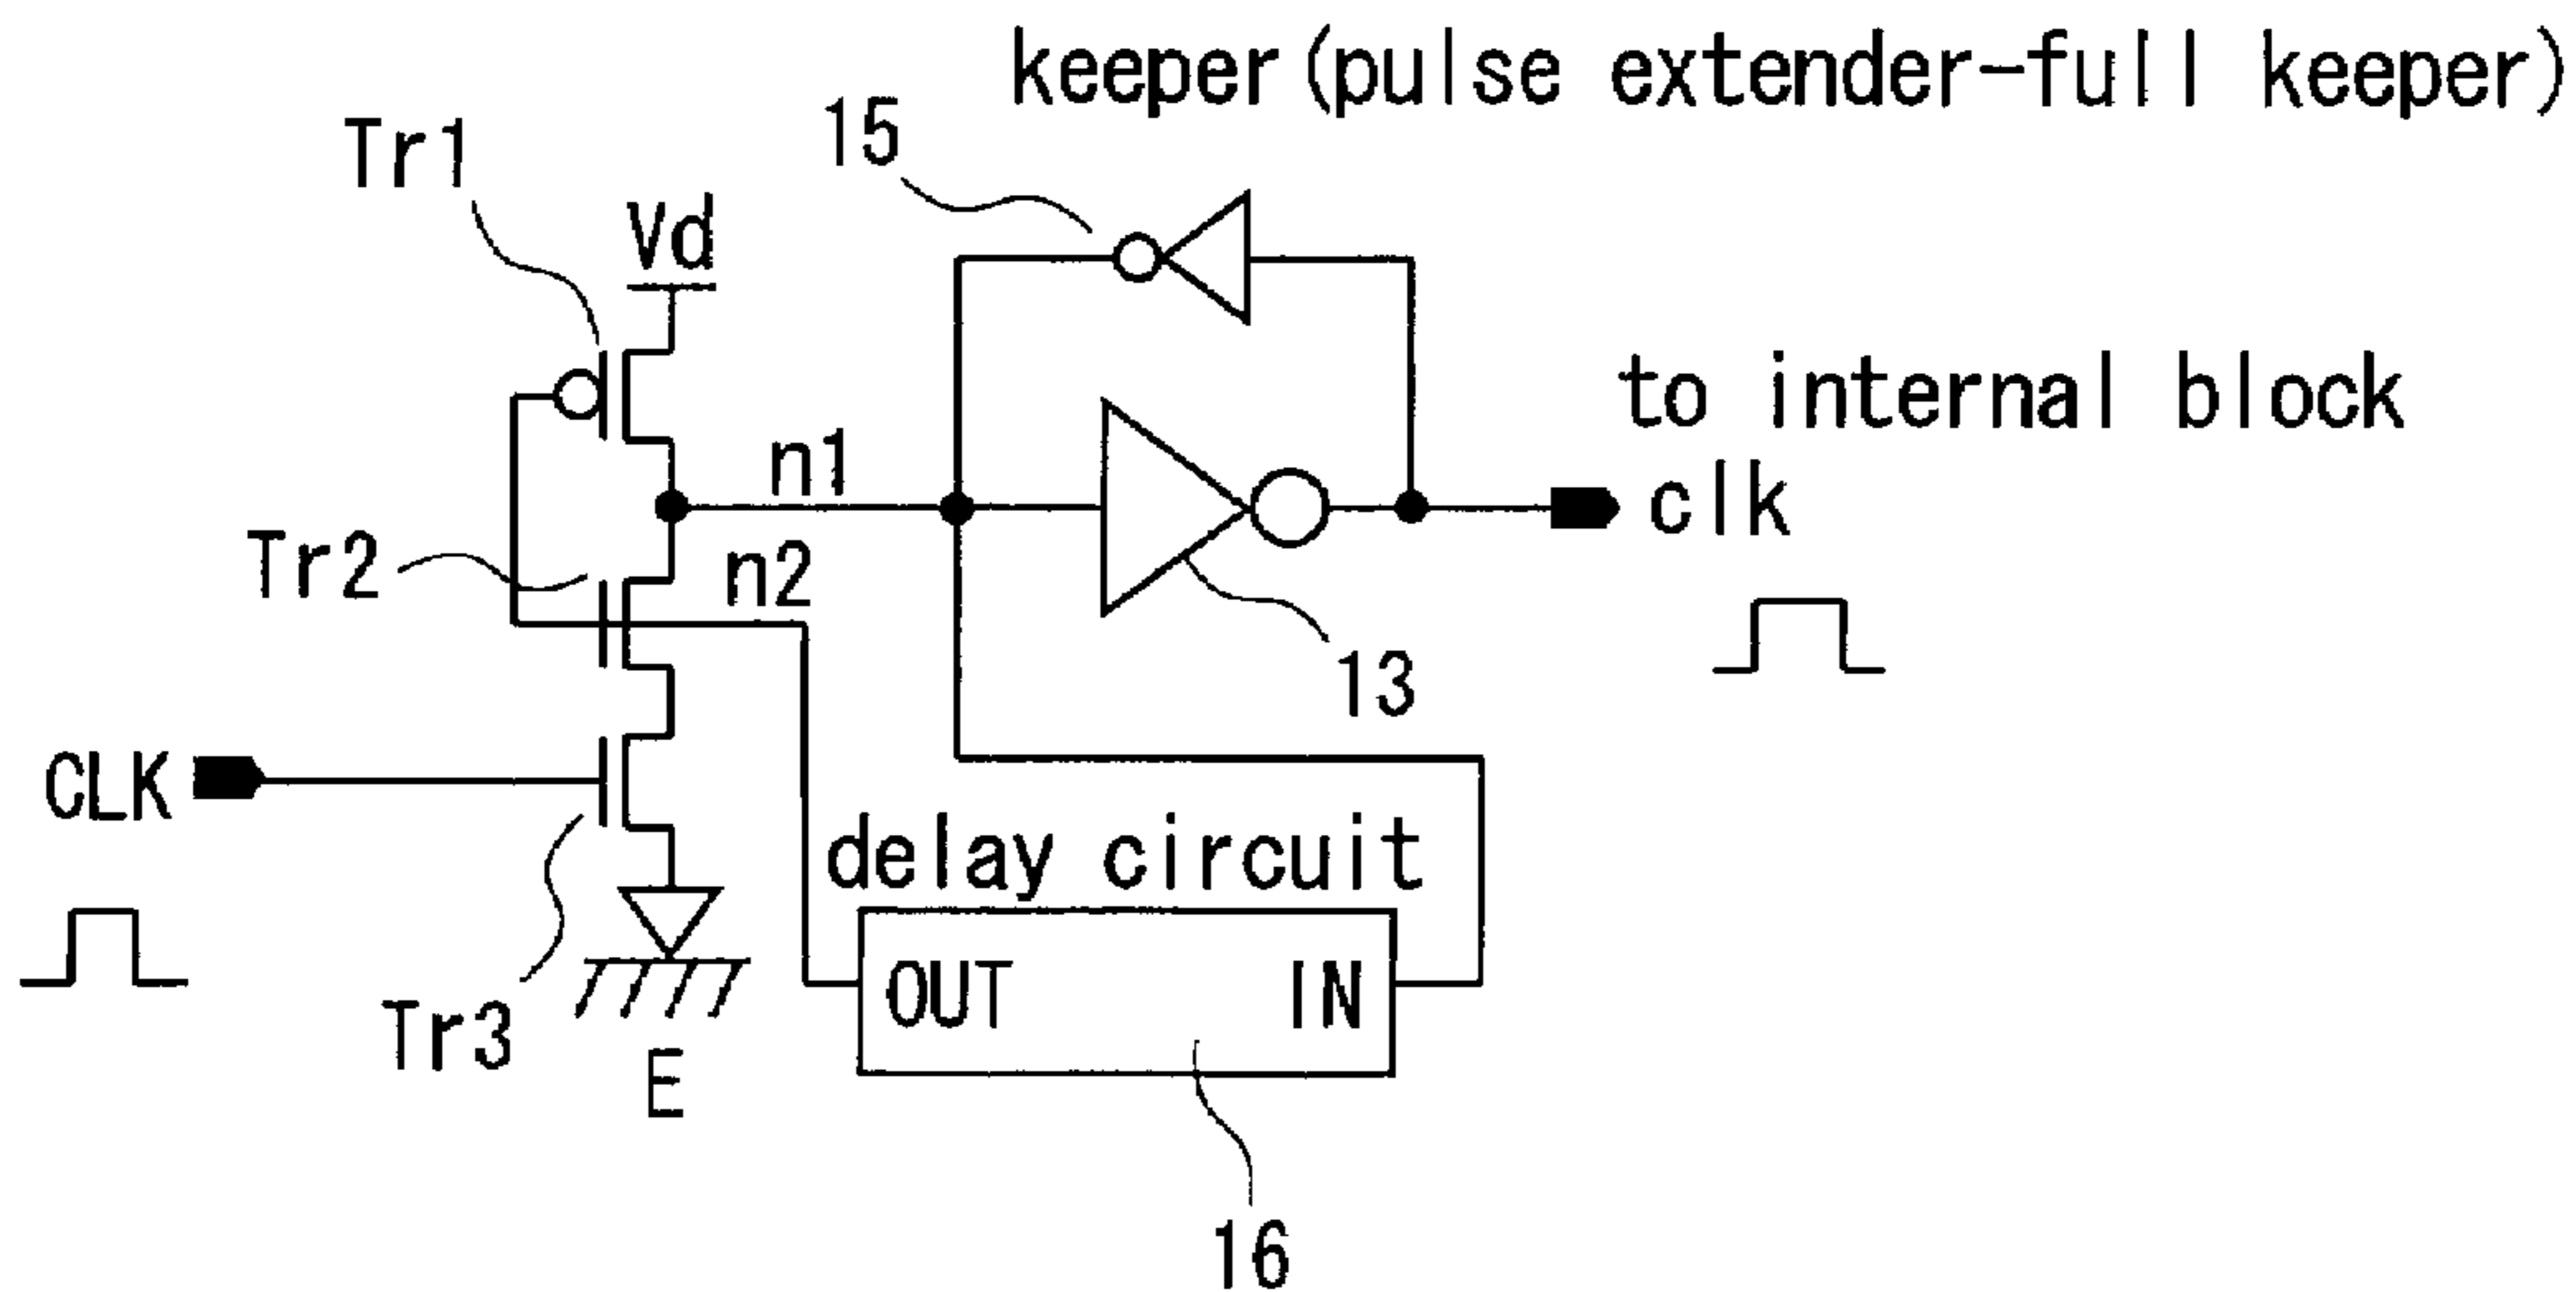 keeper(pulse extender-full keeper)
15
Tr1
Vd
to internal block
n1
clk
Tr2
n2
13
CLK
delay circuit
OUT IN
Tr3
E
16